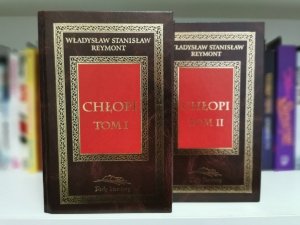 WŁADYSŁAW STANISŁAW
REYMONT
CHŁOPI
TOM I
WŁADYSŁAW STANISŁAW
REYMONT
CHŁOPI
TOM II